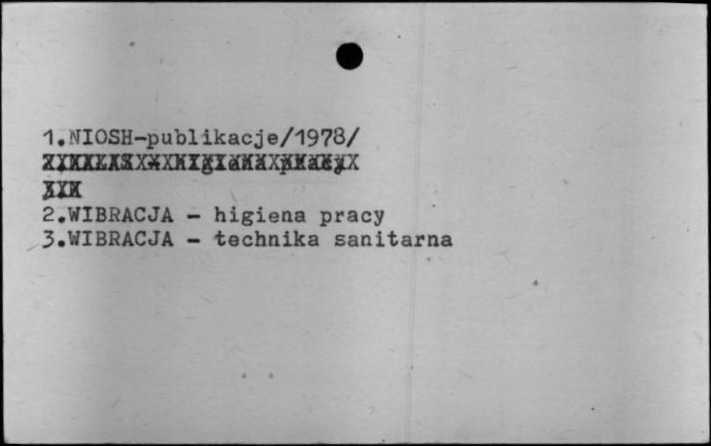 1.NIOSH-publikacje/1978/
2.WIBRACJA - higiena pracy
3.WIBRACJA - technika sanitarna